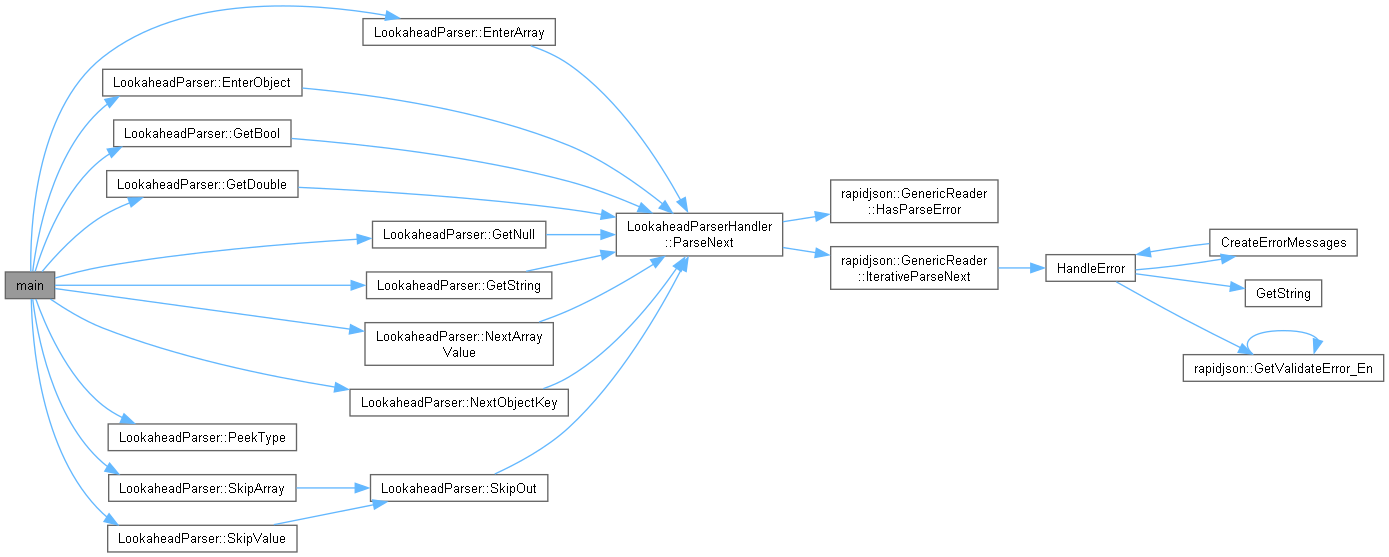 main
LookaheadParser::EnterArray
LookaheadParser::EnterObject
LookaheadParser::GetBool
LookaheadParser::GetDouble
LookaheadParser::GetNull
LookaheadParser::GetString
LookaheadParser::NextArray
Value
LookaheadParser::NextObjectKey
LookaheadParser::PeekType
LookaheadParser::SkipArray
LookaheadParser::SkipValue
LookaheadParser::SkipOut
LookaheadParserHandler
::ParseNext
rapidjson::GenericReader
::HasParseError
rapidjson::GenericReader
::IterativeParseNext
HandleError
CreateErrorMessages
GetString
rapidjson::GetValidateError_En